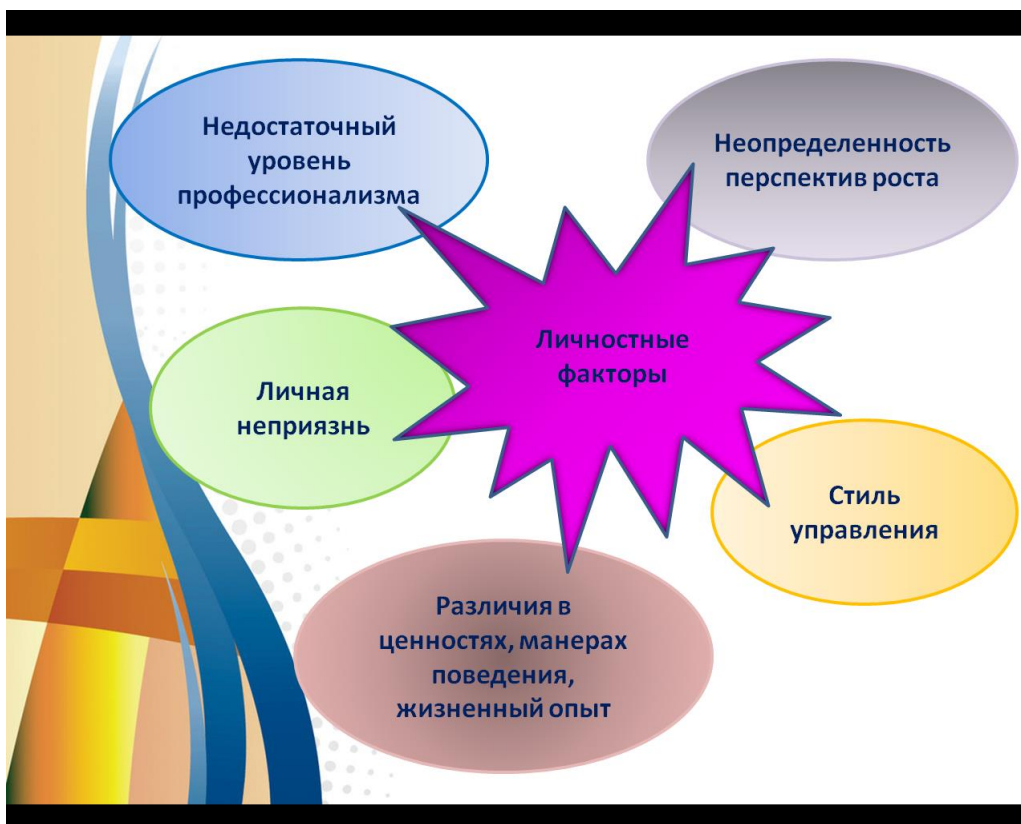 Недостаточный
уровень
профессионализма
Неопределенность
перспектив роста
Личностные
факторы
Личная
неприязнь
Стиль
управления
Различия в
ценностях, манерах
поведения,
жизненный опыт